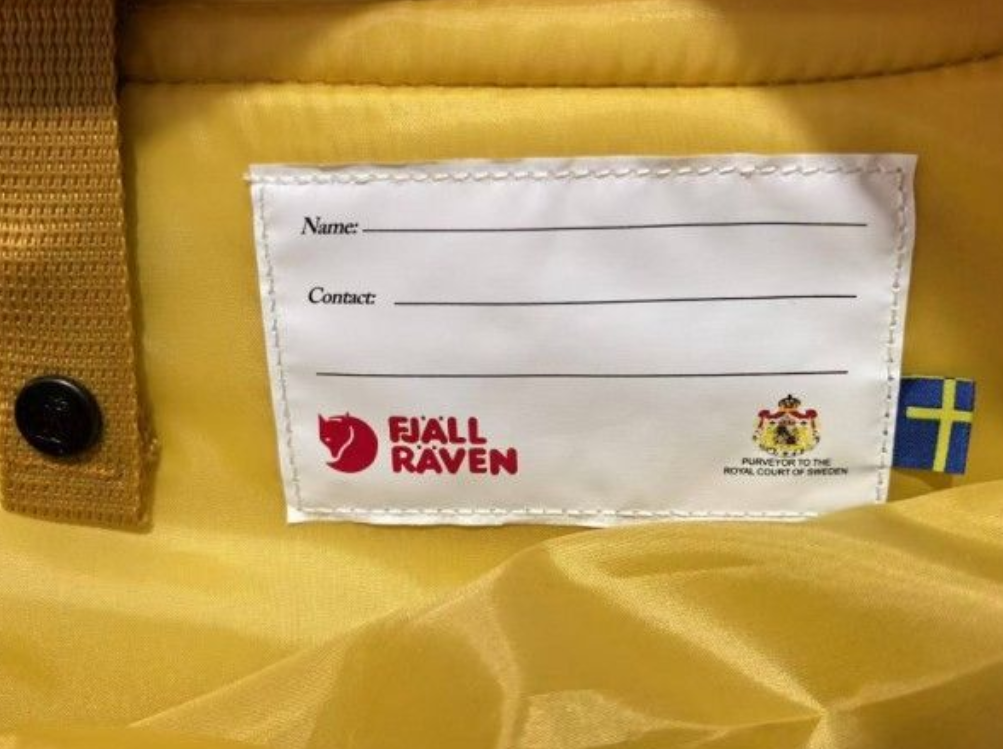 Name:
Contact:
FJÄLL
RÄVEN
PURVEYOR TO THE
ROYAL COURT OF SWEDEN